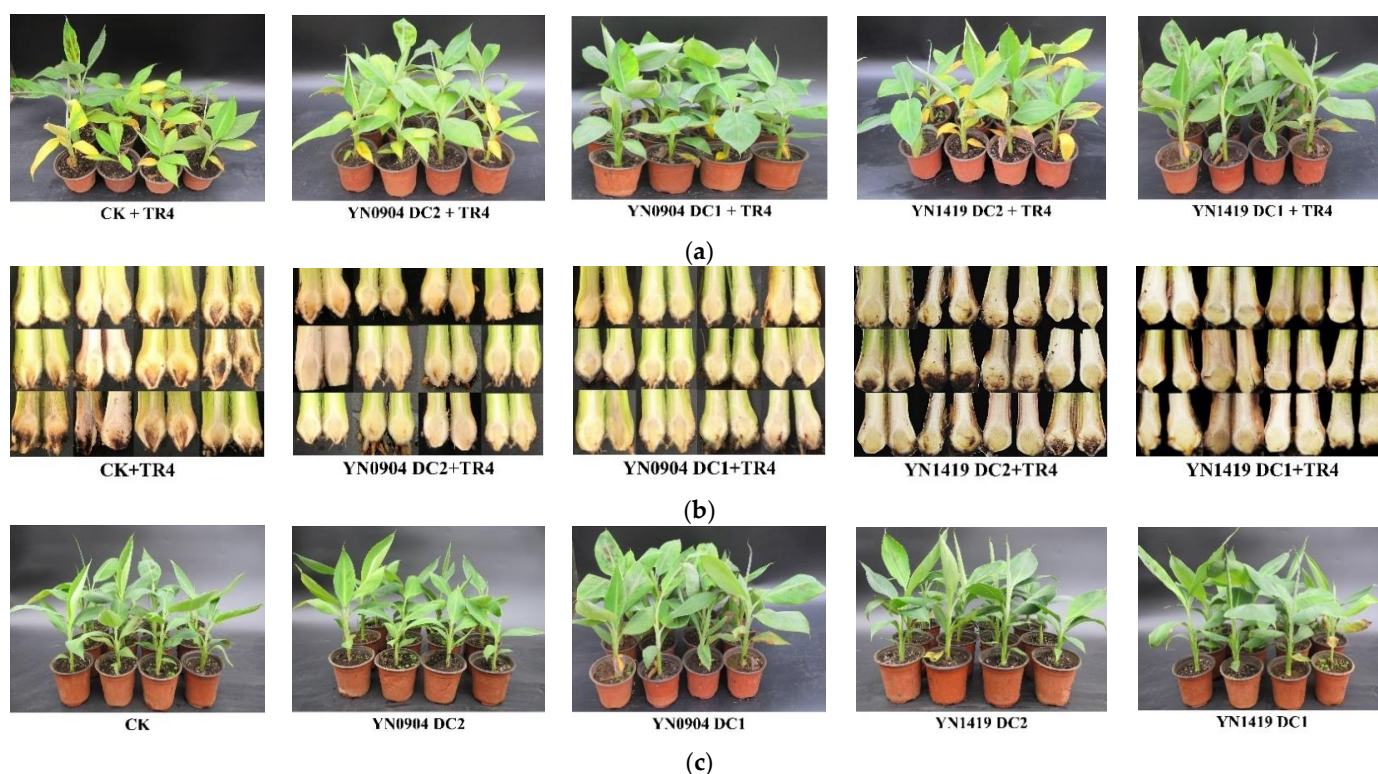 CK + TR4
YN0904 DC2 + TR4
YN0904 DC1 + TR4
YN1419 DC2 + TR4
YN1419 DC1 + TR4
(a)
CK+TR4
YN0904 DC2+TR4
YN0904 DC1+TR4
YN1419 DC2+TR4
YN1419 DC1+TR4
(b)
CK
YN0904 DC2
YN0904 DC1
YN1419 DC2
YN1419 DC1
(c)